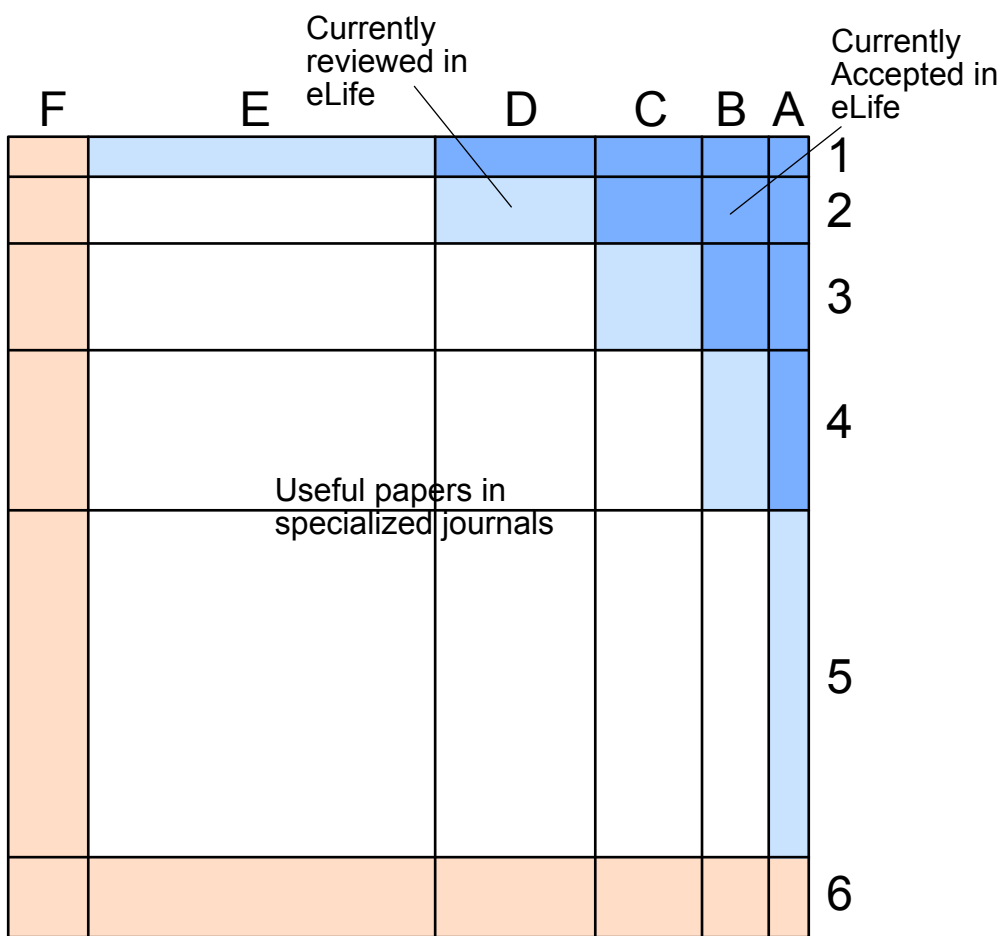 Currently
reviewed in
eLife
Currently
Accepted in
eLife
F E D C B A
1
2
3
4
Useful papers in
specialized journals
5
6